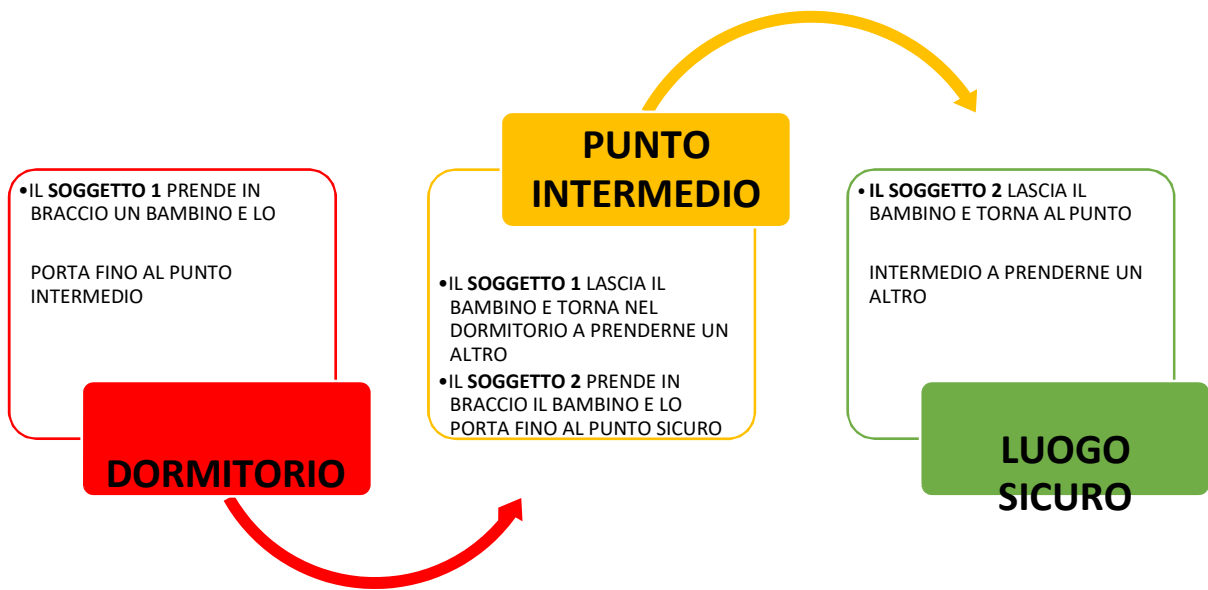 •IL SOGGETTO 1 PRENDE IN
BRACCIO UN BAMBINO E LO
PORTA FINO AL PUNTO
INTERMEDIO
DORMITORIO
PUNTO
INTERMEDIO
•IL SOGGETTO 1 LASCIA IL
BAMBINO E TORNA NEL
DORMITORIO A PRENDERNE UN
ALTRO
•IL SOGGETTO 2 PRENDE IN
BRACCIO IL BAMBINO E LO
PORTA FINO AL PUNTO SICURO
• IL SOGGETTO 2 LASCIA IL
BAMBINO E TORNA AL PUNTO
INTERMEDIO A PRENDERNE UN
ALTRO
LUOGO
SICURO